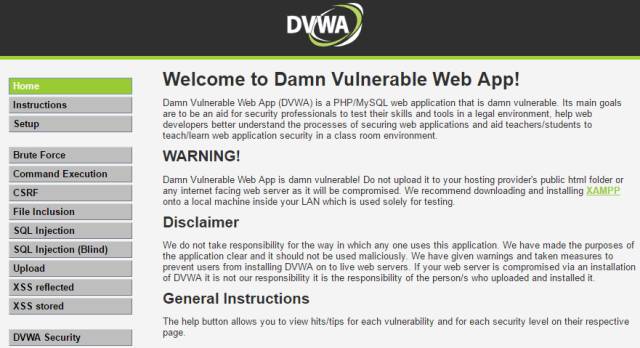 DVWA
Home
Instructions
Setup
Brute Force
Command Execution
CSRF
File Inclusion
SQL Injection
SQL Injection (Blind)
Upload
XSS reflected
XSS stored
DVWA Security
Welcome to Damn Vulnerable Web App!
Damn Vulnerable Web App (DVWA) is a PHP/MySQL web application that is damn vulnerable. Its main goals
are to be an aid for security professionals to test their skills and tools in a legal environment, help web
developers better understand the processes of securing web applications and aid teachers/students to
teach/learn web application security in a class room environment.
WARNING!
Damn Vulnerable Web App is damn vulnerable! Do not upload it to your hosting provider's public html folder or
any internet facing web server as it will be compromised. We recommend downloading and installing XAMPP
onto a local machine inside your LAN which is used solely for testing.
Disclaimer
We do not take responsibility for the way in which any one uses this application. We have made the purposes of
the application clear and it should not be used maliciously. We have given warnings and taken measures to
prevent users from installing DVWA on to live web servers. If your web server is compromised via an installation
of DVWA it is not our responsibility it is the responsibility of the person/s who uploaded and installed it.
General Instructions
The help button allows you to view hits/tips for each vulnerability and for each security level on their respective
page.